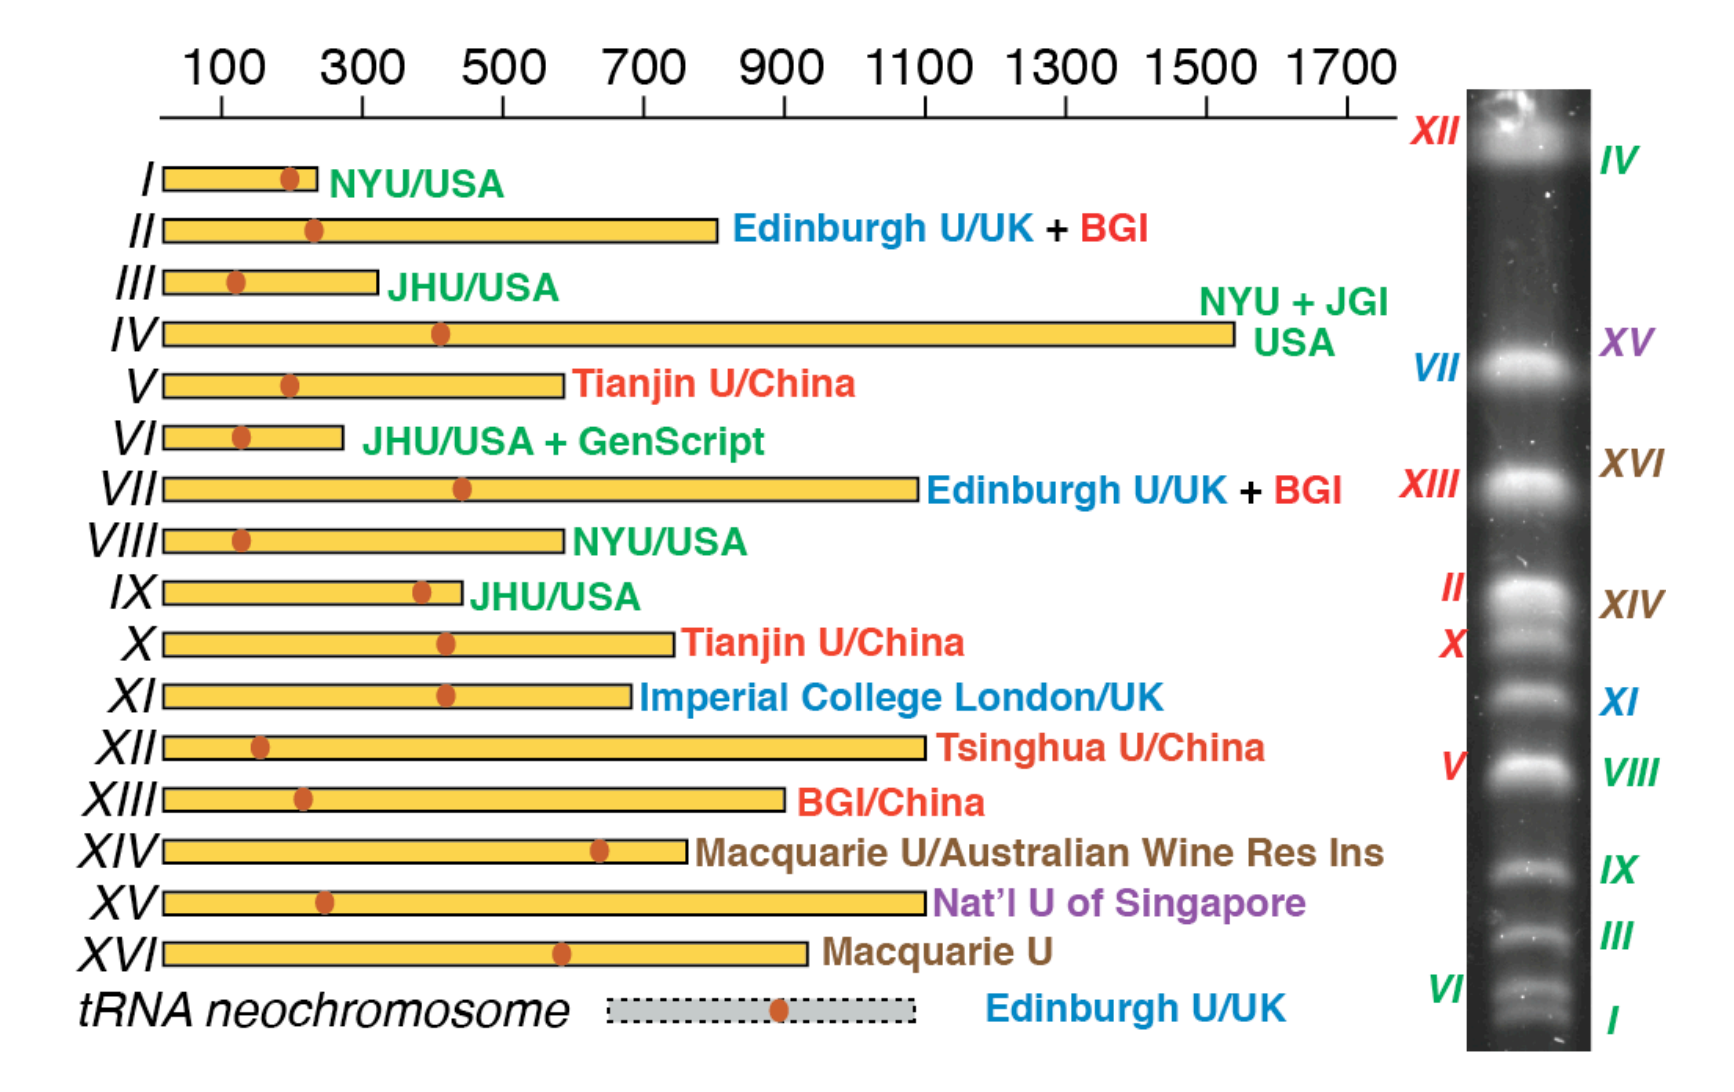 100 300 500 700 900 1100 1300 1500 1700
I NYU/USA
II Edinburgh U/UK + BGI
III JHU/USA
IV NYU + JGI
USA
V Tianjin U/China
VI JHU/USA + GenScript
VII Edinburgh U/UK + BGI
VIII NYU/USA
IX JHU/USA
X Tianjin U/China
XI Imperial College London/UK
XII Tsinghua U/China
XIII BGI/China
XIV Macquarie U/Australian Wine Res Ins
XV Nat'l U of Singapore
XVI Macquarie U
tRNA neochromosome Edinburgh U/UK
XII
IV
XV
VII
XVI
XIII
II
XIV
X
XI
V
VIII
IX
III
VI
I